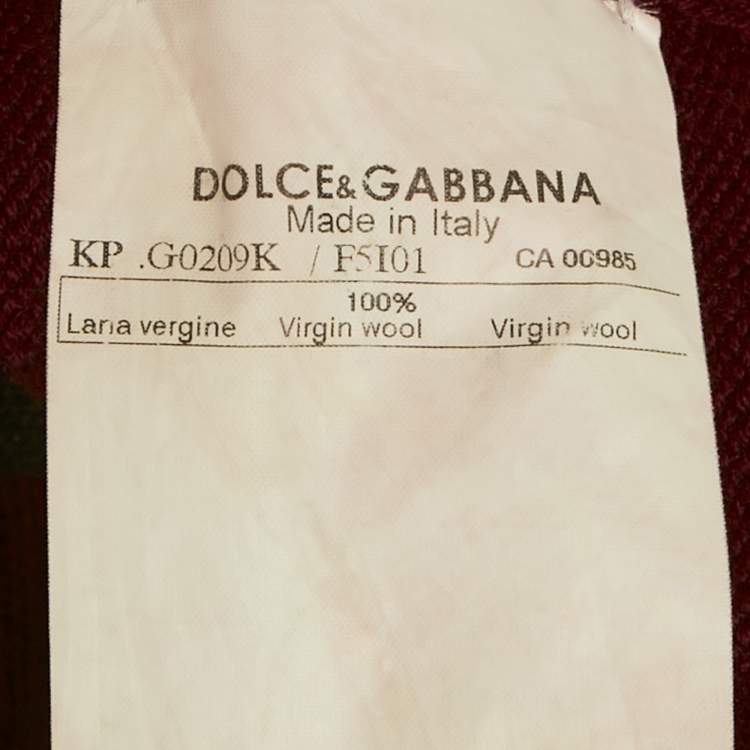 DOLCE&GABBANA
Made in Italy
KP .G0209K / F5I01 CA 00985
100%
Lana vergine Virgin wool Virgin wool